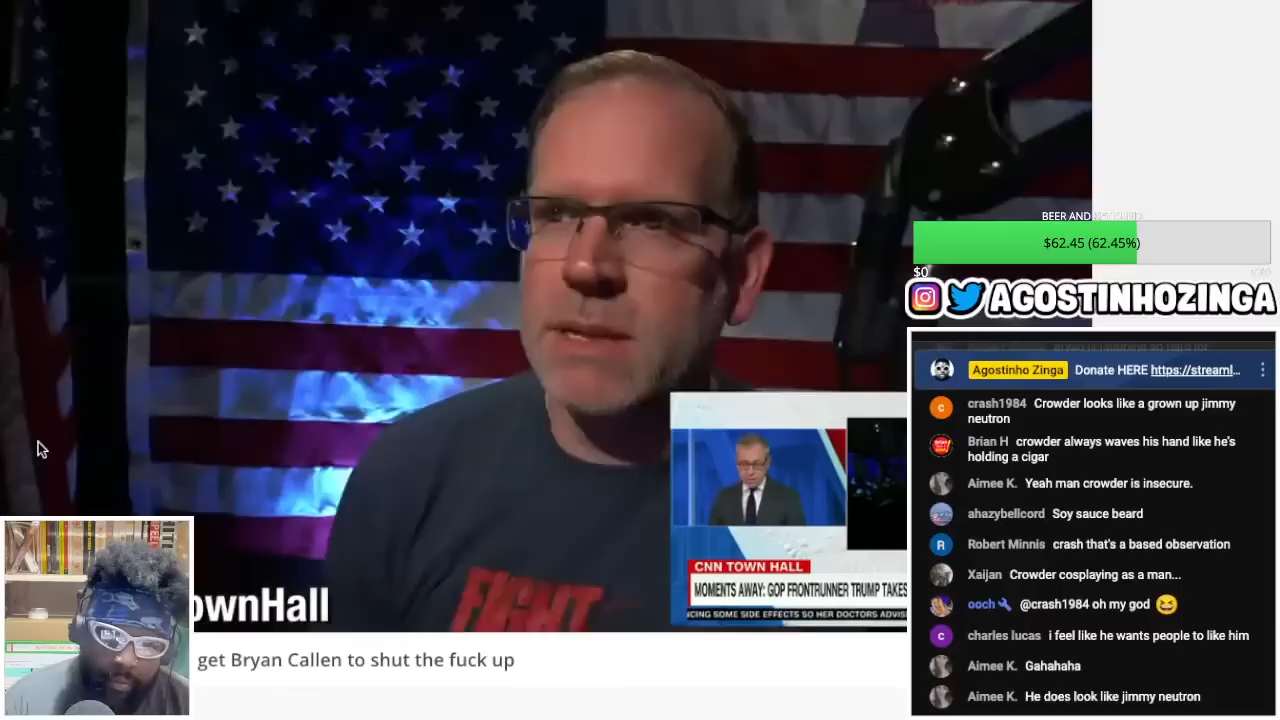 BEER AND
$62.45 (62.45%)
$0
AGOSTINHOZINGA
Agostinho Zinga Donate HERE https://streaml...
crash1984 Crowder looks like a grown up jimmy
neutron
Brian H crowder always waves his hand like he's
holding a cigar
Aimee K. Yeah man crowder is insecure.
ahazybellcord Soy sauce beard
Robert Minnis crash that's a based observation
Xaijan Crowder cosplaying as a man...
ooch @crash1984 oh my god
charles lucas i feel like he wants people to like him
Aimee K. Gahahaha
Aimee K. He does look like jimmy neutron
FIGHT
CNN TOWN HALL
MOMENTS AWAY: GOP FRONTRUNNER TRUMP TAKES
NCING SOME SIDE EFFECTS SO HER DOCTORS ADVIS
ownHall
get Bryan Callen to shut the fuck up